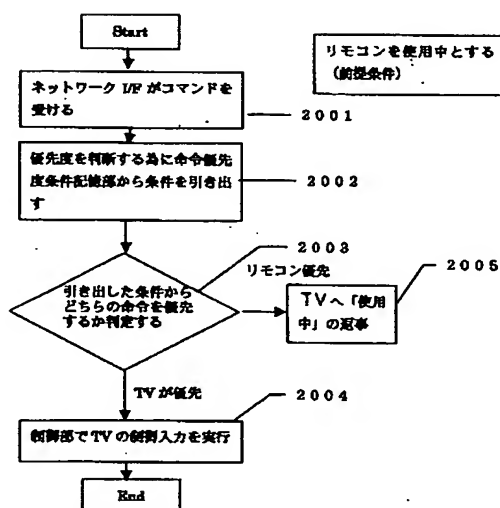 Start
リモコンを使用中とする
(前提条件)
ネットワーク I/F がコマンドを
受ける
2001
優先度を判断する為に命令優先
度条件記憶部から条件を引き出
す
2002
2003
引き出した条件から
どちらの命令を優先
するか判定する
リモコン優先
2005
TVへ「使用
中」の返事
TVが優先
2004
制御部でTVの制御入力を実行
End